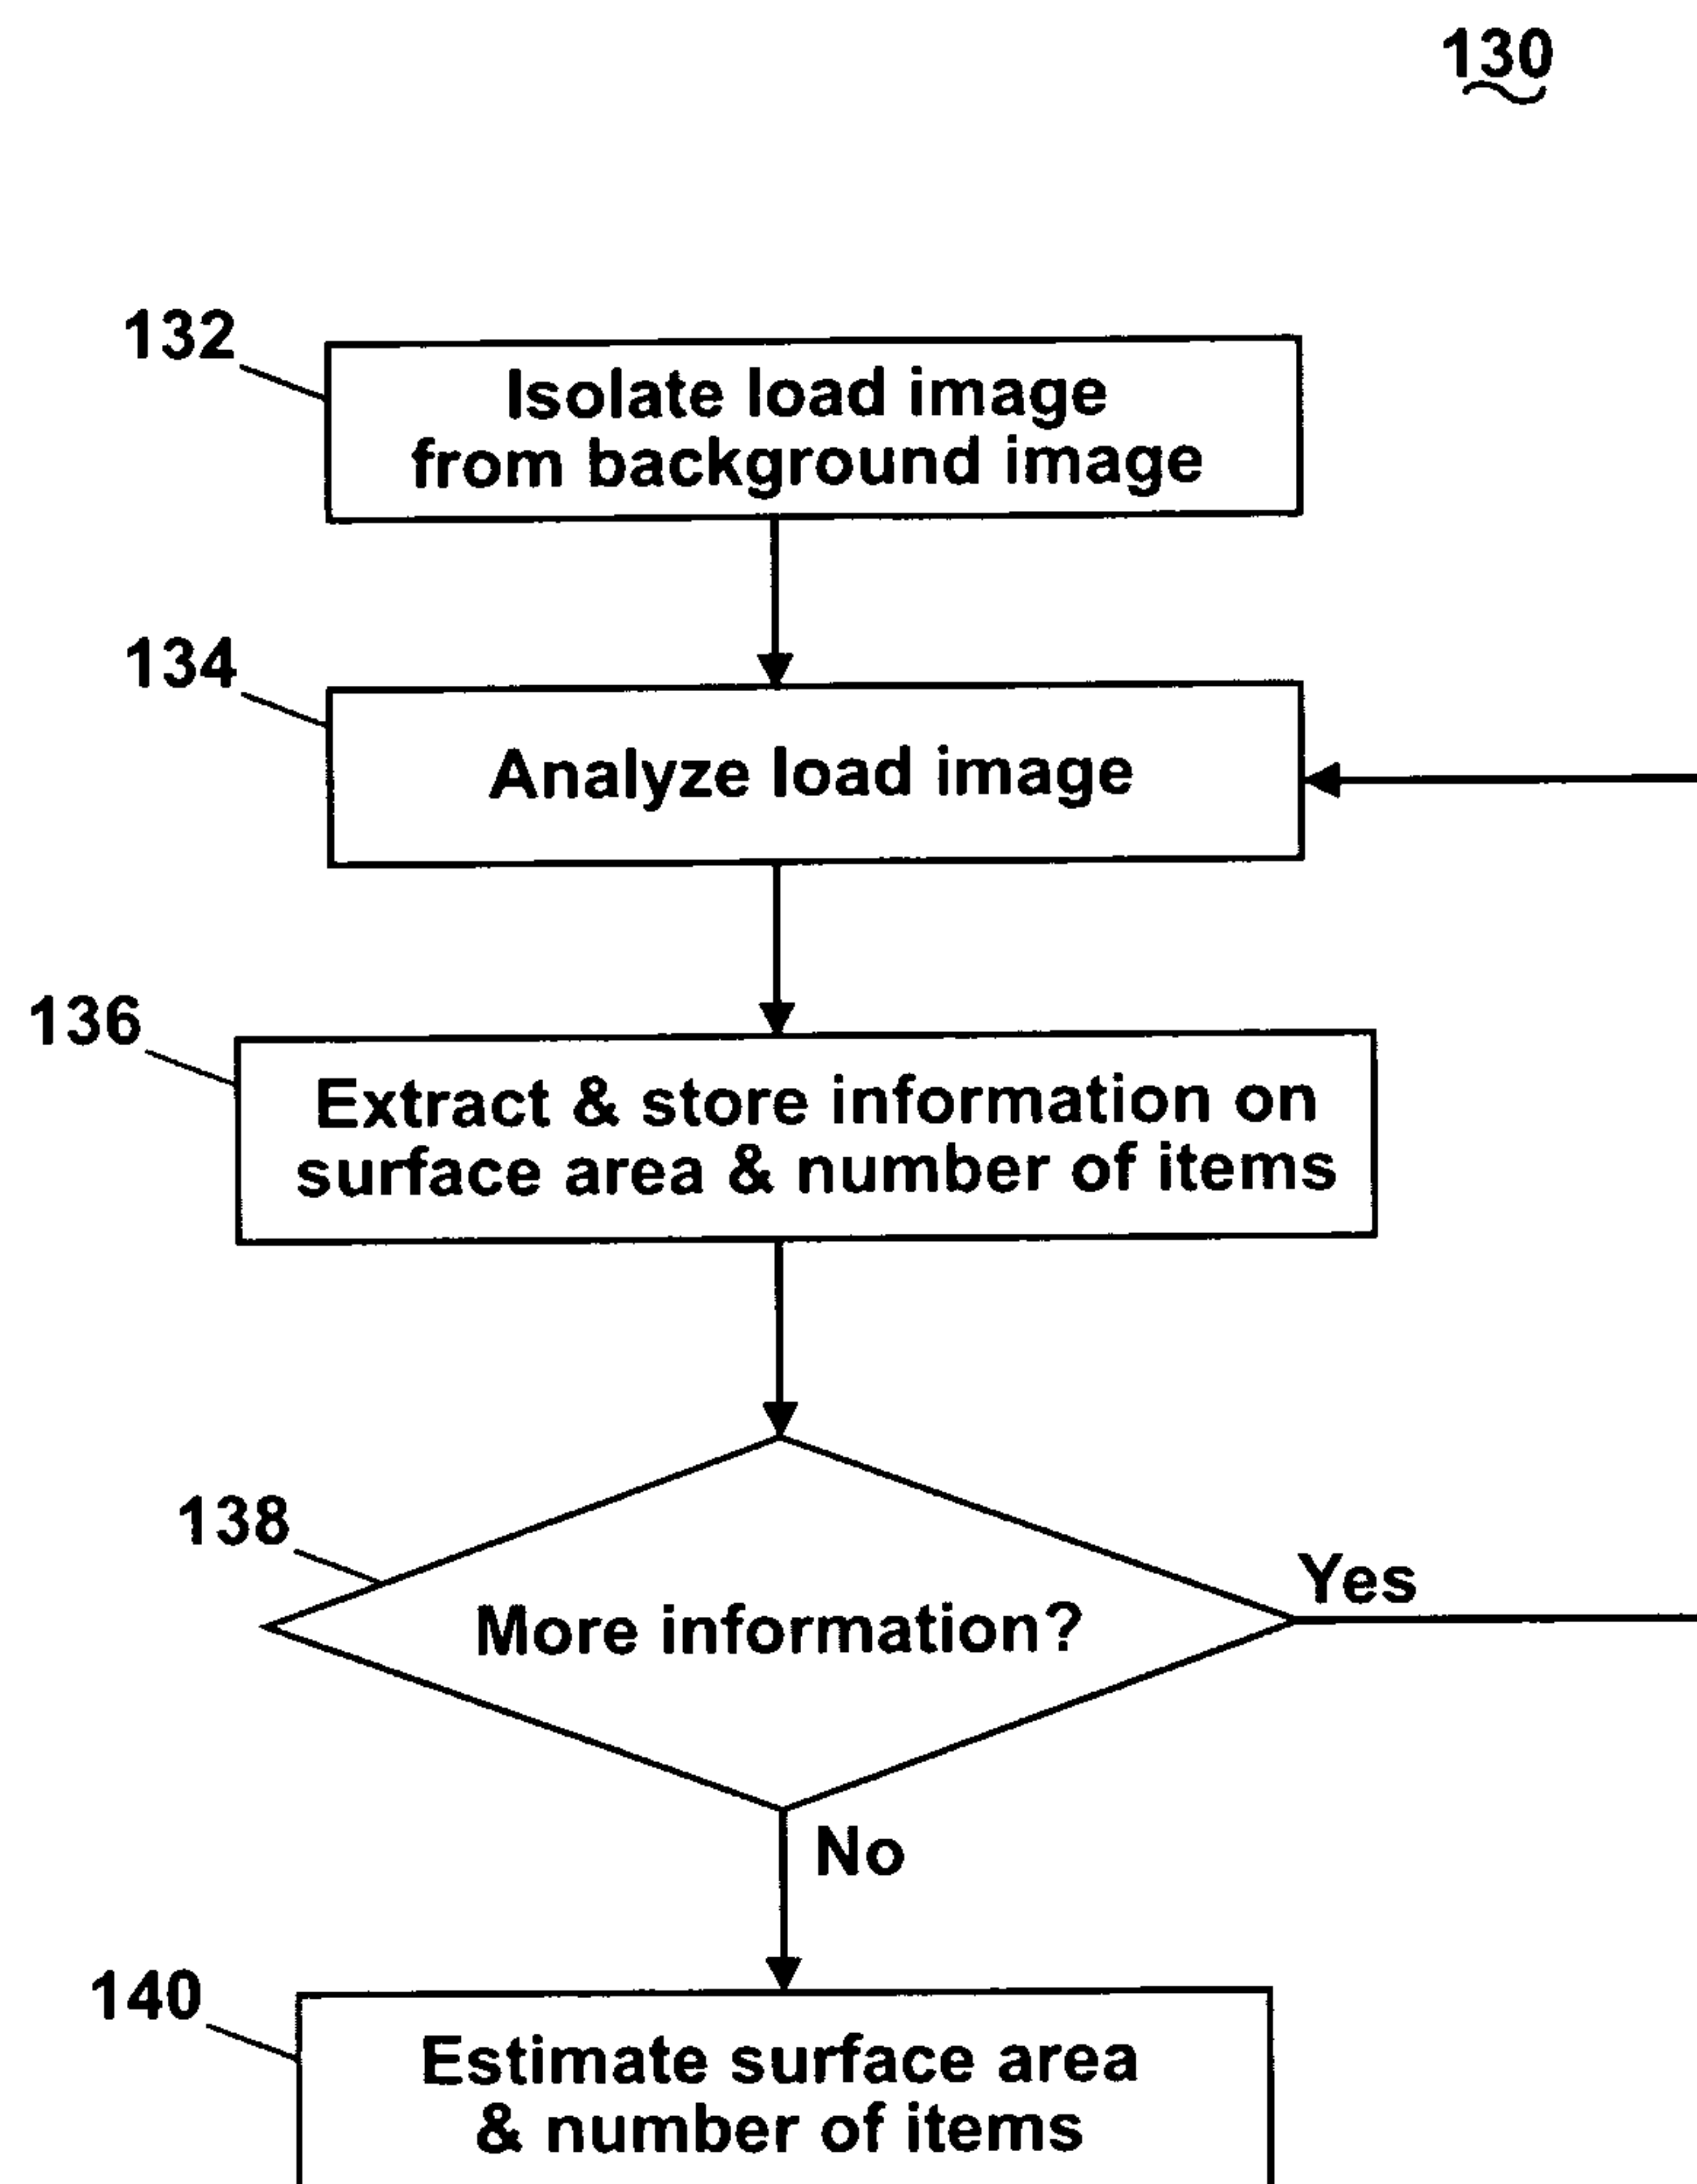 130
132
Isolate load image
from background image
134
Analyze load image
136
Extract & store information on
surface area & number of items
138
More information?
Yes
No
140
Estimate surface area
& number of items